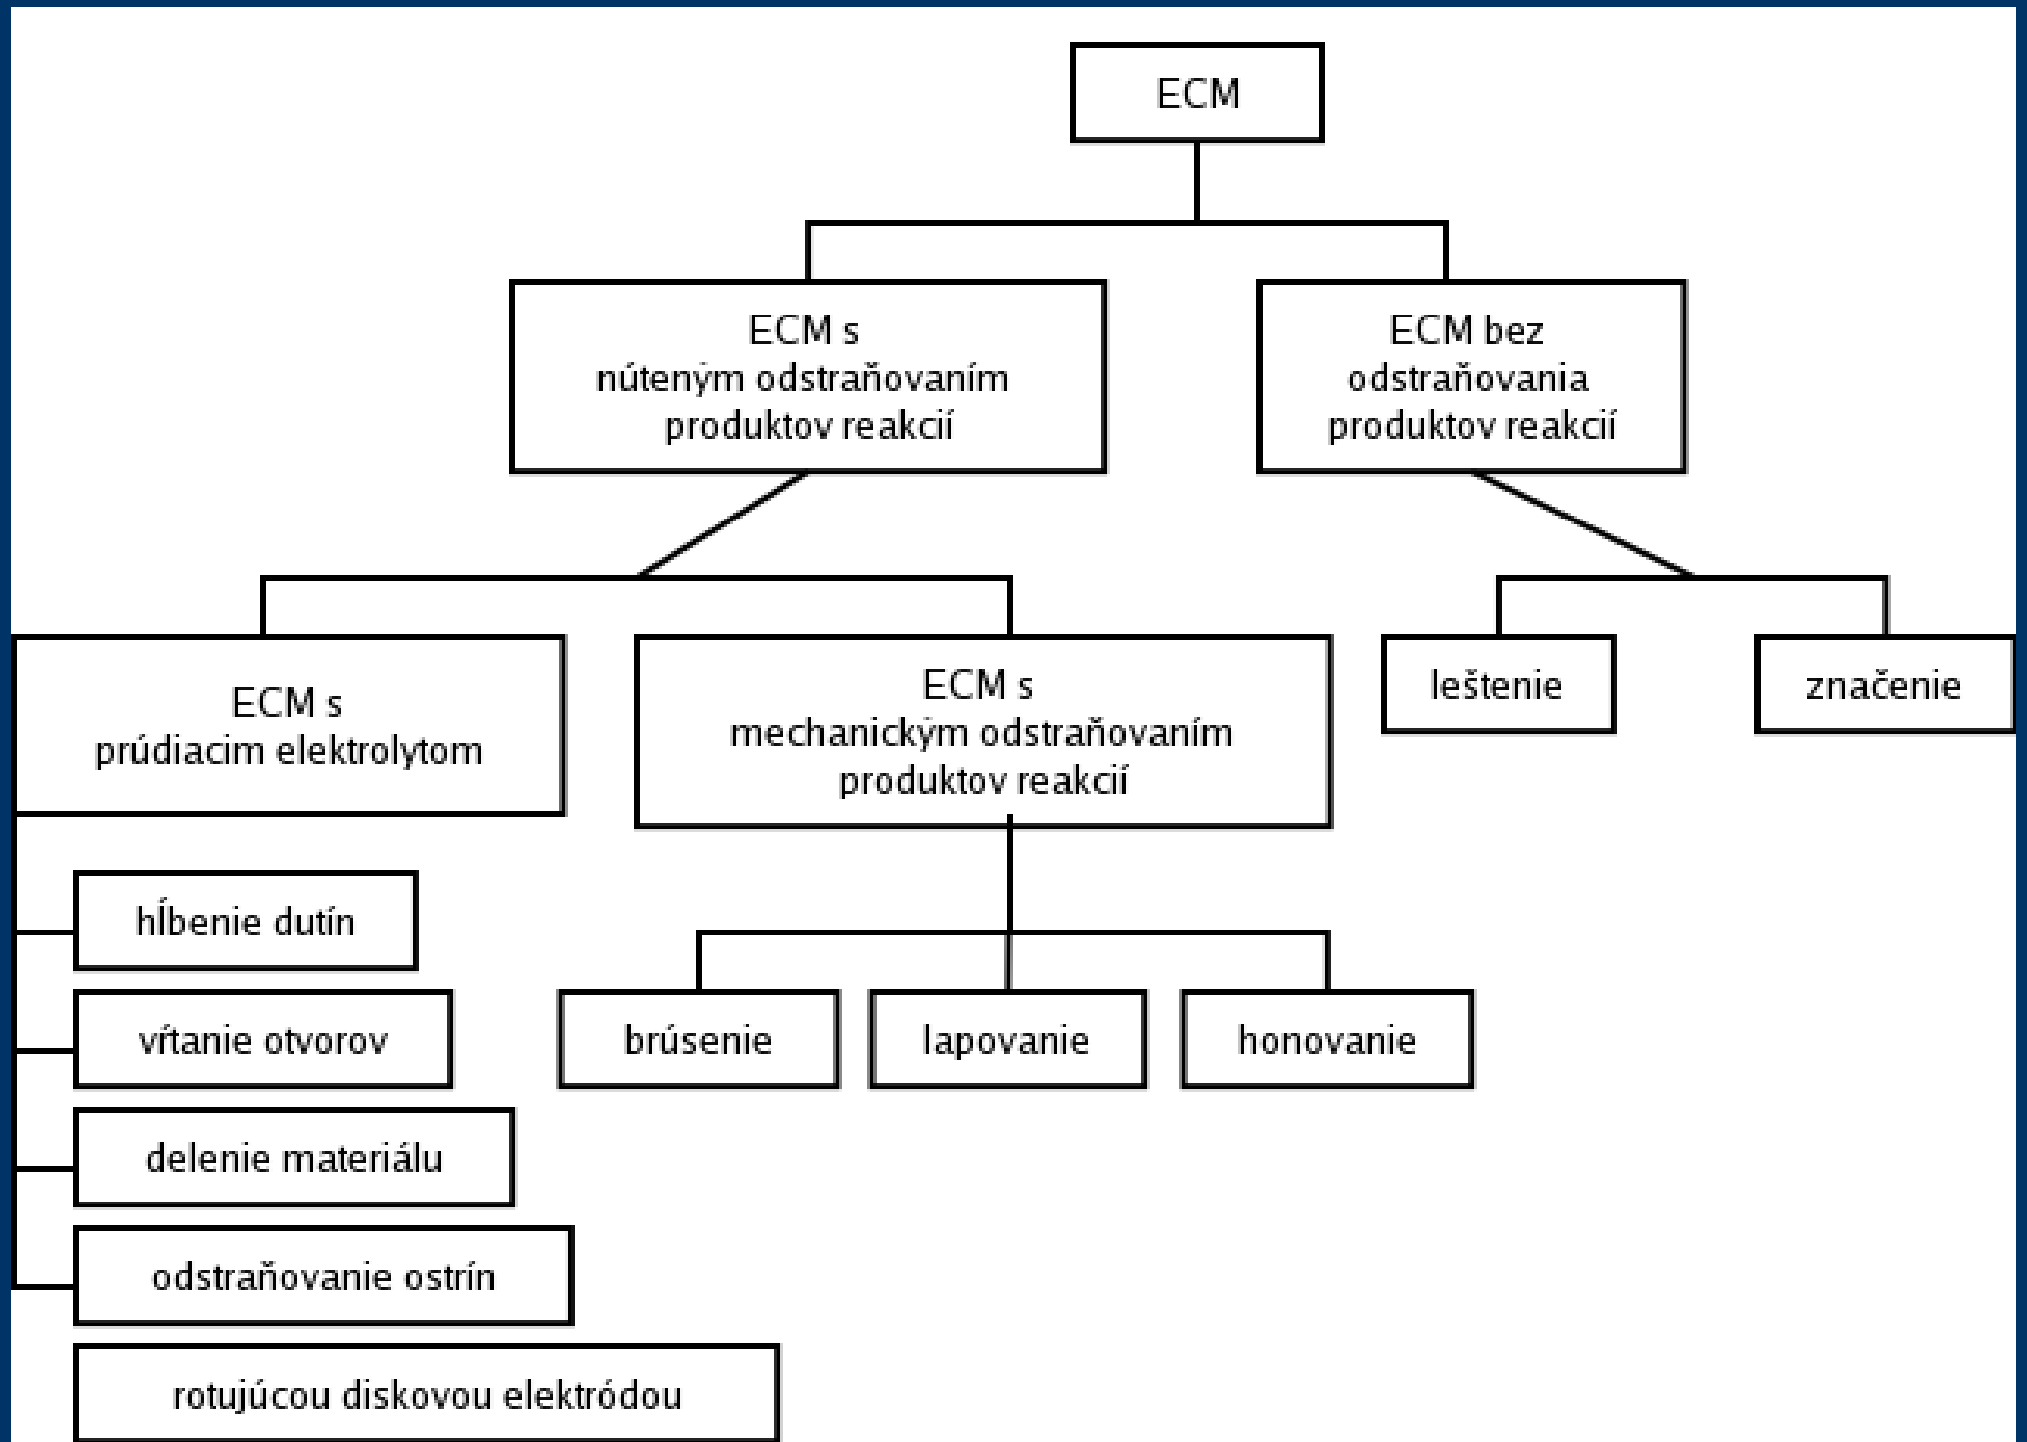 ECM
ECM s
núteným odstraňovaním
produktov reakcií
ECM bez
odstraňovania
produktov reakcií
ECM s
prúdiacim elektrolytom
ECM s
mechanickým odstraňovaním
produktov reakcií
leštenie
značenie
hĺbenie dutín
vŕtanie otvorov
delenie materiálu
odstraňovanie ostrín
rotujúcou diskovou elektródou
brúsenie
lapovanie
honovanie